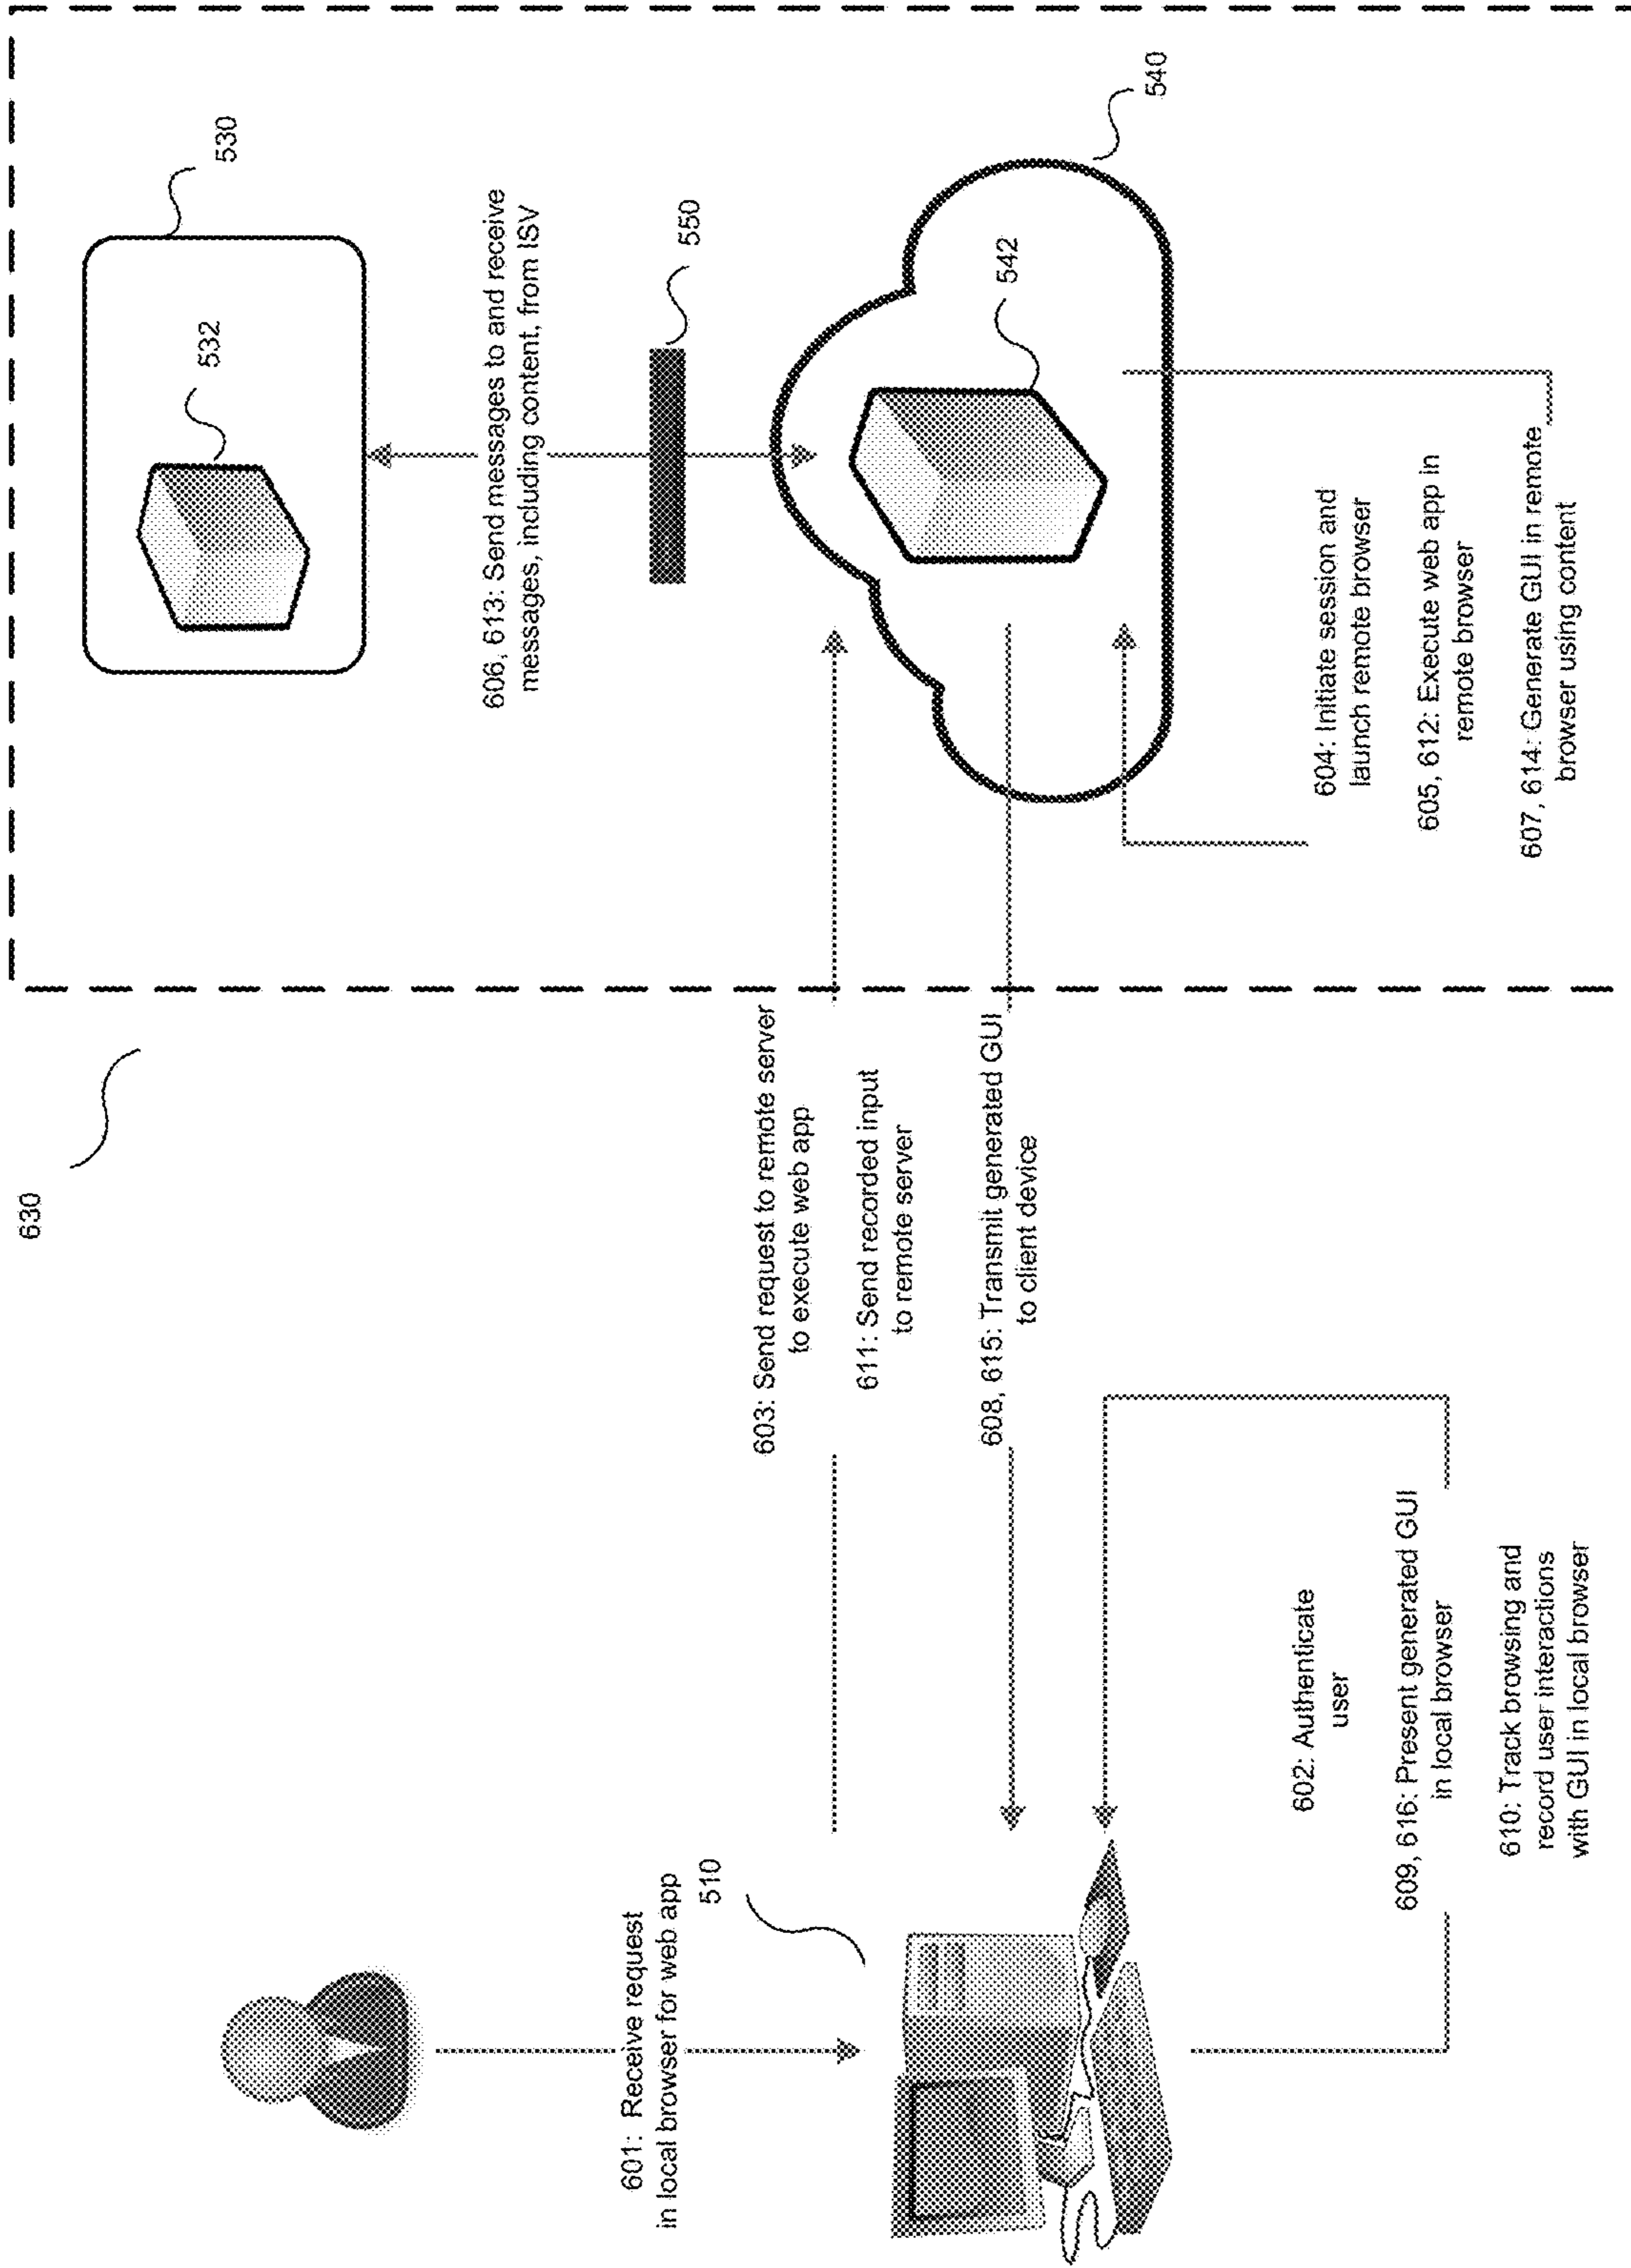 630
530
532
606, 613: Send messages to and receive
messages, including content, from ISV
550
540
542
601: Receive request
in local browser for web app
510
603: Send request to remote server
to execute web app
611: Send recorded input
to remote server
608, 615: Transmit generated GUI
to client device
602: Authenticate
user
609, 616: Present generated GUI
in local browser
610: Track browsing and
record user interactions
with GUI in local browser
604: Initiate session and
launch remote browser
605, 612: Execute web app in
remote browser
607, 614: Generate GUI in remote
browser using content